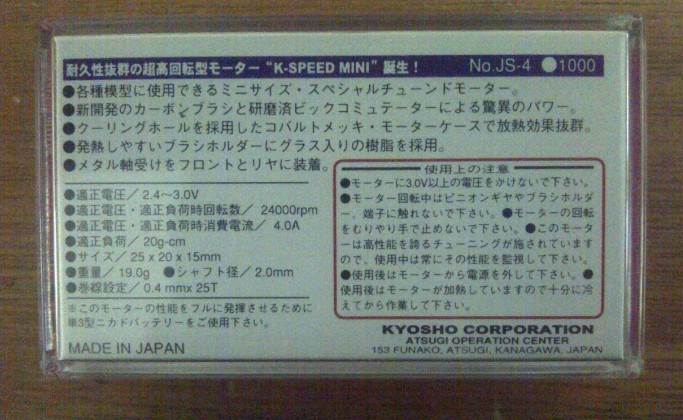 耐久性抜群の超高回転型モーター“K-SPEED MINI”誕生! No.JS-4 ●1000
●各種模型に使用できるミニサイズ・スペシャルチューンドモーター。
●新開発のカーボンブラシと研磨済ビックコミュテーターによる驚異のパワー。
●クーリングホールを採用したコバルトメッキ・モーターケースで放熱効果抜群。
●発熱しやすいブラシホルダーにグラス入りの樹脂を採用。
●メタル軸受けをフロントとリヤに装着。
●適正電圧/2.4〜3.0V
●適正電圧・適正負荷時回転数/24000rpm
●適正電圧・適正負荷時消費電流/4.0A
●適正負荷/20g-cm
●サイズ/25 x 20 x 15mm
●重量/19.0g ●シャフト径/2.0mm
●巻線設定/0.4 mmx 25T
※このモーターの性能をフルに発揮させるために
単3型ニカドバッテリーをご使用下さい。
MADE IN JAPAN
使用上の注意
●モーターに3.0V以上の電圧をかけないで下さい。
●モーター回転中はピニオンギヤやブラシホルダ
ー、端子に触れないで下さい。●モーターの回転
をむりやり手で止めないで下さい。●このモータ
ーは高性能を誇るチューニングが施されています
ので、使用中は常にその性能を監視して下さい。
●使用後はモーターから電源を外して下さい。●
使用後はモーターが加熱していますので十分に冷
えてから作業して下さい。
KYOSHO CORPORATION
ATSUGI OPERATION CENTER
153 FUNAKO, ATSUGI, KANAGAWA, JAPAN